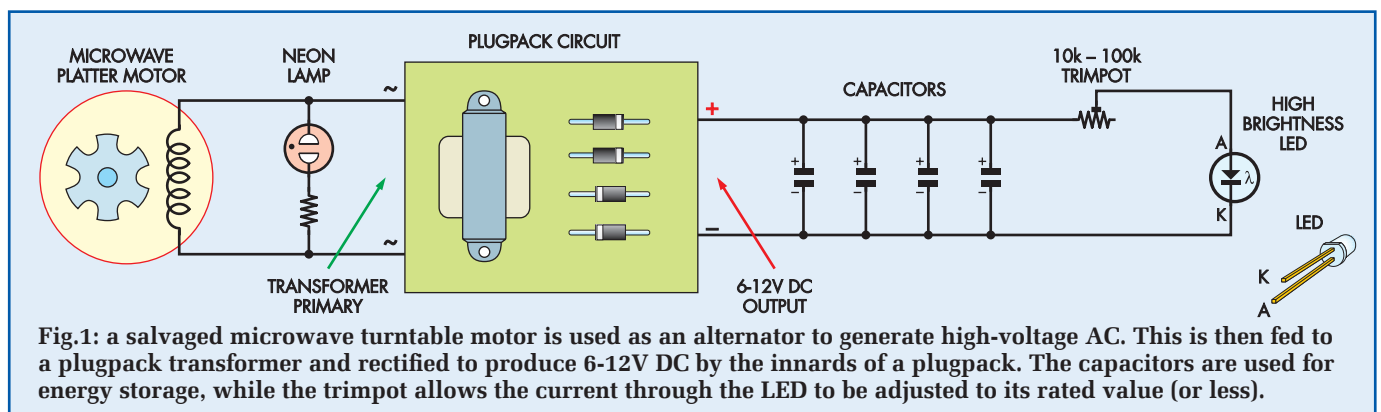 MICROWAVE
PLATTER MOTOR
NEON
LAMP
PLUGPACK CIRCUIT
~
~
+
–
TRANSFORMER
PRIMARY
6-12V DC
OUTPUT
CAPACITORS
+
–
+
–
+
–
+
–
10k – 100k
TRIMPOT
HIGH
BRIGHTNESS
LED
A
λ
K
LED
K
A
Fig.1: a salvaged microwave turntable motor is used as an alternator to generate high-voltage AC. This is then fed to
a plugpack transformer and rectified to produce 6-12V DC by the innards of a plugpack. The capacitors are used for
energy storage, while the trimpot allows the current through the LED to be adjusted to its rated value (or less).